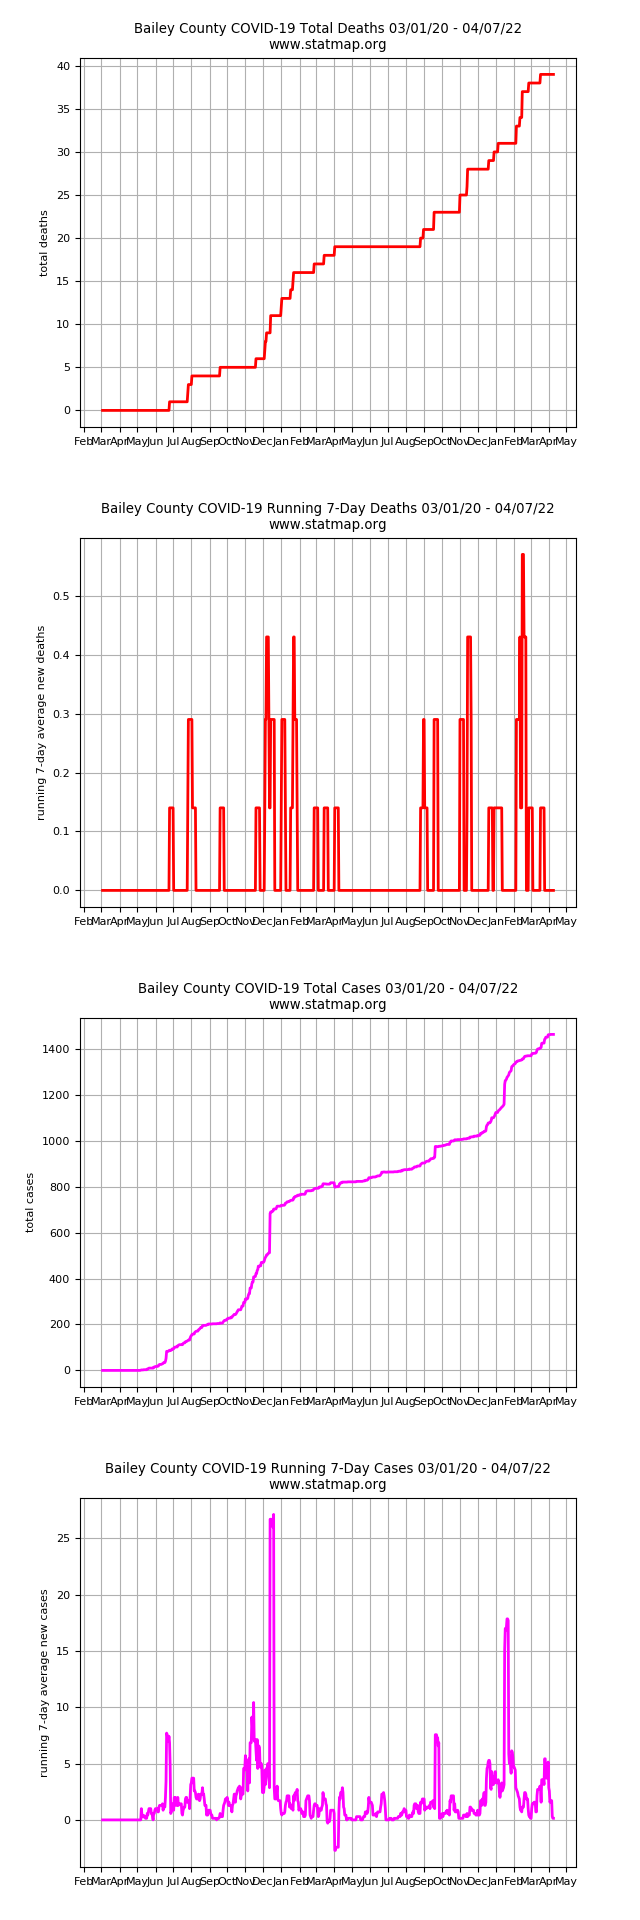 Bailey County COVID-19 Total Deaths 03/01/20 - 04/07/22
www.statmap.org
40
35
30
25
20
15
10
5
0
total deaths
Feb Mar Apr May Jun Jul Aug Sep Oct Nov Dec Jan Feb Mar Apr May Jun Jul Aug Sep Oct Nov Dec Jan Feb Mar Apr May
Bailey County COVID-19 Running 7-Day Deaths 03/01/20 - 04/07/22
www.statmap.org
0.5
0.4
0.3
0.2
0.1
0.0
running 7-day average new deaths
Feb Mar Apr May Jun Jul Aug Sep Oct Nov Dec Jan Feb Mar Apr May Jun Jul Aug Sep Oct Nov Dec Jan Feb Mar Apr May
Bailey County COVID-19 Total Cases 03/01/20 - 04/07/22
www.statmap.org
1400
1200
1000
800
600
400
200
0
total cases
Feb Mar Apr May Jun Jul Aug Sep Oct Nov Dec Jan Feb Mar Apr May Jun Jul Aug Sep Oct Nov Dec Jan Feb Mar Apr May
Bailey County COVID-19 Running 7-Day Cases 03/01/20 - 04/07/22
www.statmap.org
25
20
15
10
5
0
running 7-day average new cases
Feb Mar Apr May Jun Jul Aug Sep Oct Nov Dec Jan Feb Mar Apr May Jun Jul Aug Sep Oct Nov Dec Jan Feb Mar Apr May